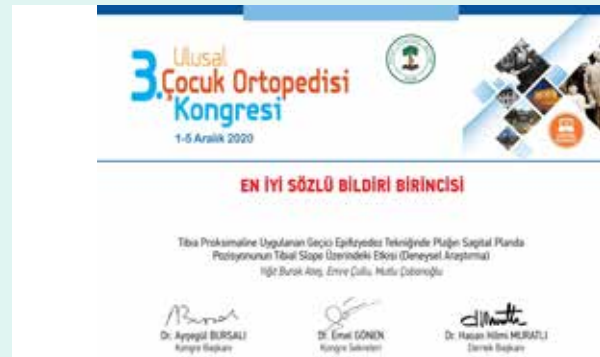 3. Ulusal
Çocuk Ortopedisi
Kongresi
1-5 Aralık 2020
EN İYİ SÖZLÜ BİLDİRİ BİRİNCİSİ
Tibia Proksimaline Uygulanan Geçici Epifizyodez Tekniğinde Plağın Sagital Planda
Pozisyonunun Tibial Slope Üzerindeki Etkisi (Deneysel Araştırma)
Yiğit Burak Ateş, Emre Çullu, Mutlu Çobanoğlu
Dr. Ayşegül BURSALI
Kongre Başkanı
Dr. Emel GÖNEN
Kongre Sekreteri
Dr. Hasan Hilmi MURATLI
Dernek Başkanı